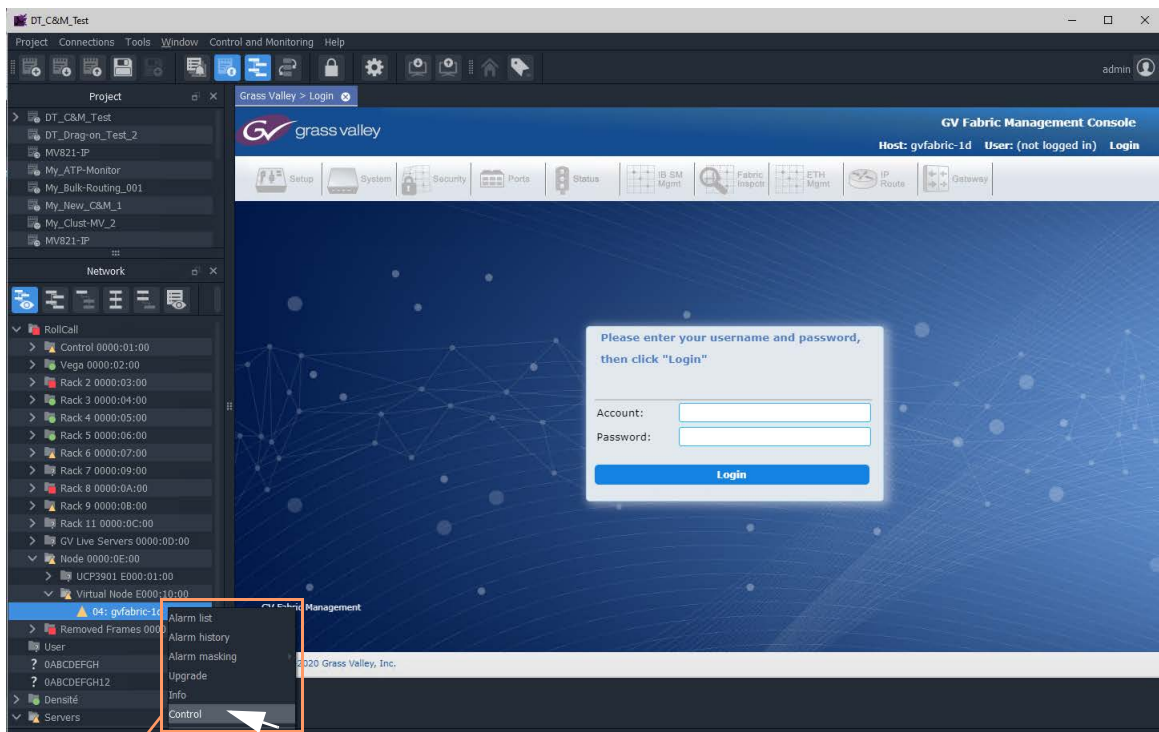 DT_C&M_Test
Project Connections Tools Window Control and Monitoring Help
admin
Project
DT_C&M_Test
DT_Drag-on_Test_2
MV821-IP
My_ATP-Monitor
My_Bulk-Routing_001
My_New_C&M_1
My_Clust-MV_2
MV821-IP
Network
RollCall
Control 0000:01:00
Vega 0000:02:00
Rack 2 0000:03:00
Rack 3 0000:04:00
Rack 4 0000:05:00
Rack 5 0000:06:00
Rack 6 0000:07:00
Rack 7 0000:09:00
Rack 8 0000:0A:00
Rack 9 0000:0B:00
Rack 11 0000:0C:00
GV Live Servers 0000:0D:00
Node 0000:0E:00
UCP3901 E000:01:00
Virtual Node E000:10:00
04: gvfabric-1d
Removed Frames 0000
User
0ABCDEFGH
0ABCDEFGH12
Densité
Servers
Alarm list
Alarm history
Alarm masking
Upgrade
Info
Control
Grass Valley > Login
GV grass valley
GV Fabric Management Console
Host: gvfabric-1d User: (not logged in) Login
Setup System Security Ports Status IB SM Mgmt Fabric Inspctr ETH Mgmt IP Route Gateway
Please enter your username and password,
then click "Login"
Account:
Password:
Login
GV Fabric Management
2020 Grass Valley, Inc.